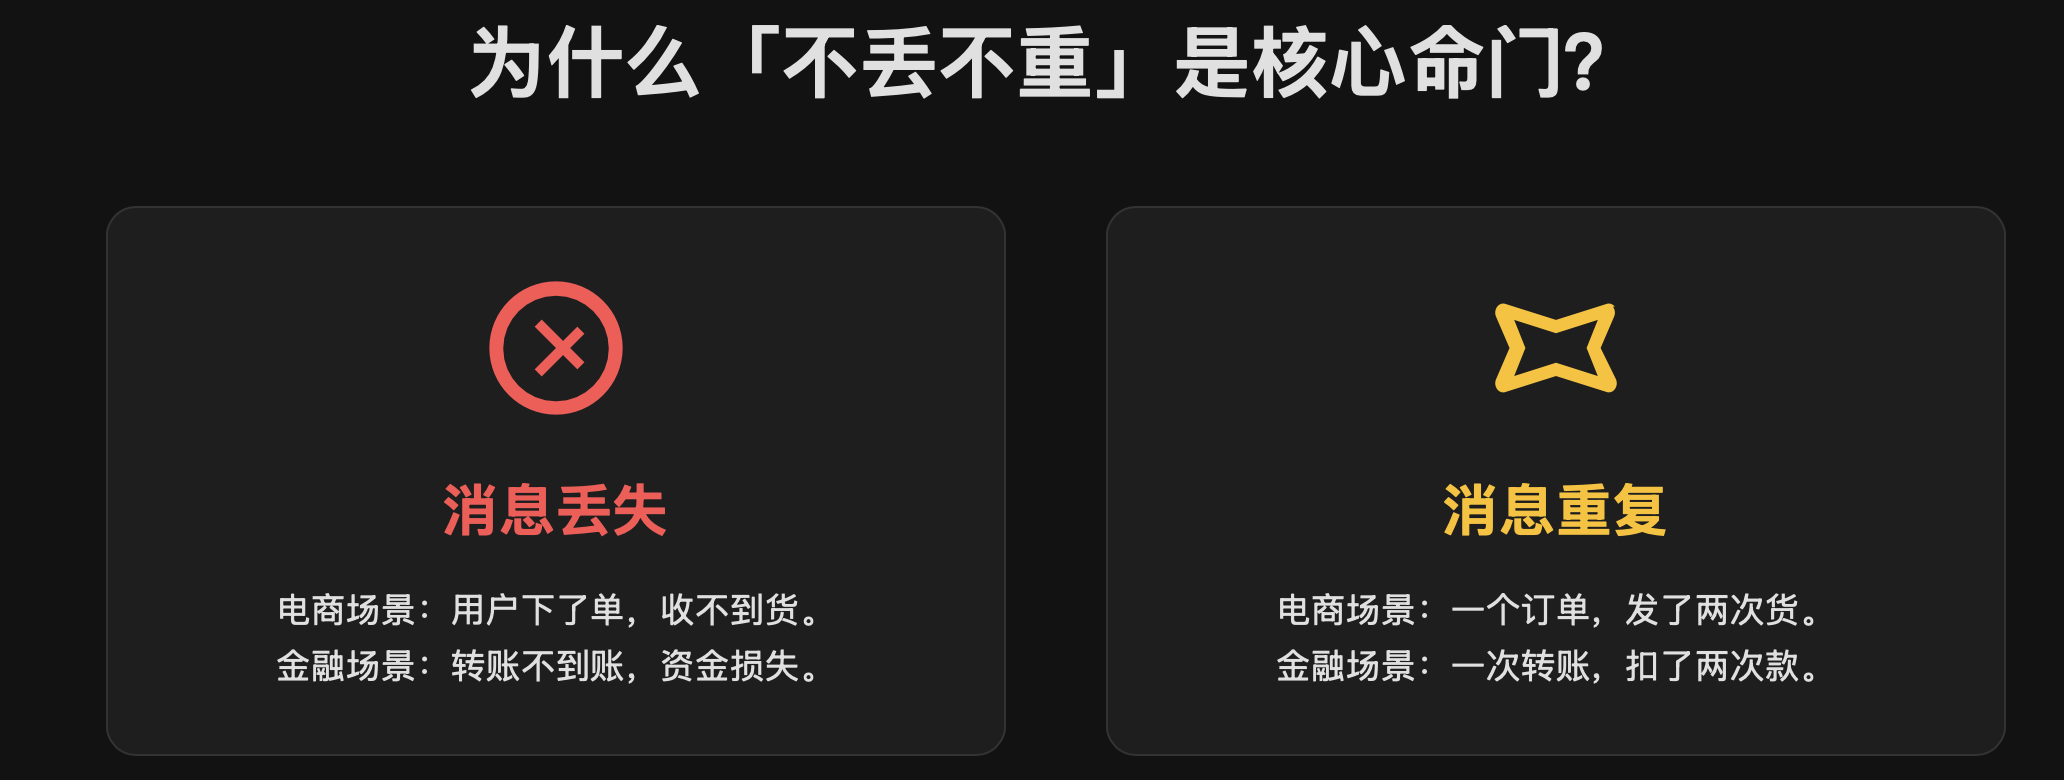 为什么「不丢不重」是核心命门？
消息丢失
电商场景：用户下了单，收不到货。
金融场景：转账不到账，资金损失。
消息重复
电商场景：一个订单，发了两次货。
金融场景：一次转账，扣了两次款。